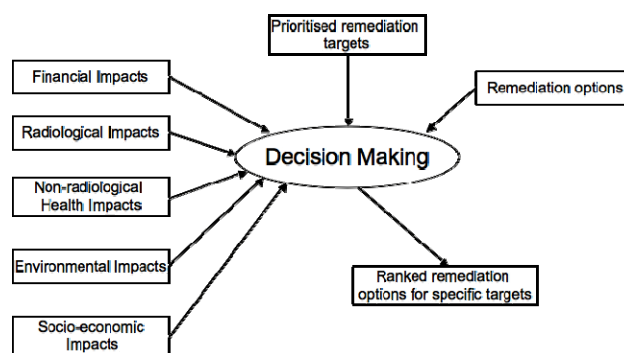 Prioritised remediation
targets
Financial Impacts
Remediation options
Radiological Impacts
Decision Making
Non-radiological
Health Impacts
Environmental Impacts
Ranked remediation
options for specific targets
Socio-economic
Impacts